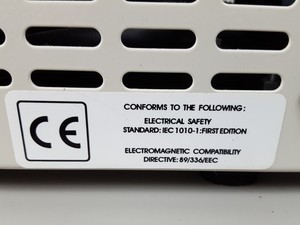 CE
CONFORMS TO THE FOLLOWING:
ELECTRICAL SAFETY
STANDARD: IEC 1010-1: FIRST EDITION
ELECTROMAGNETIC COMPATIBILITY
DIRECTIVE: 89/336/EEC